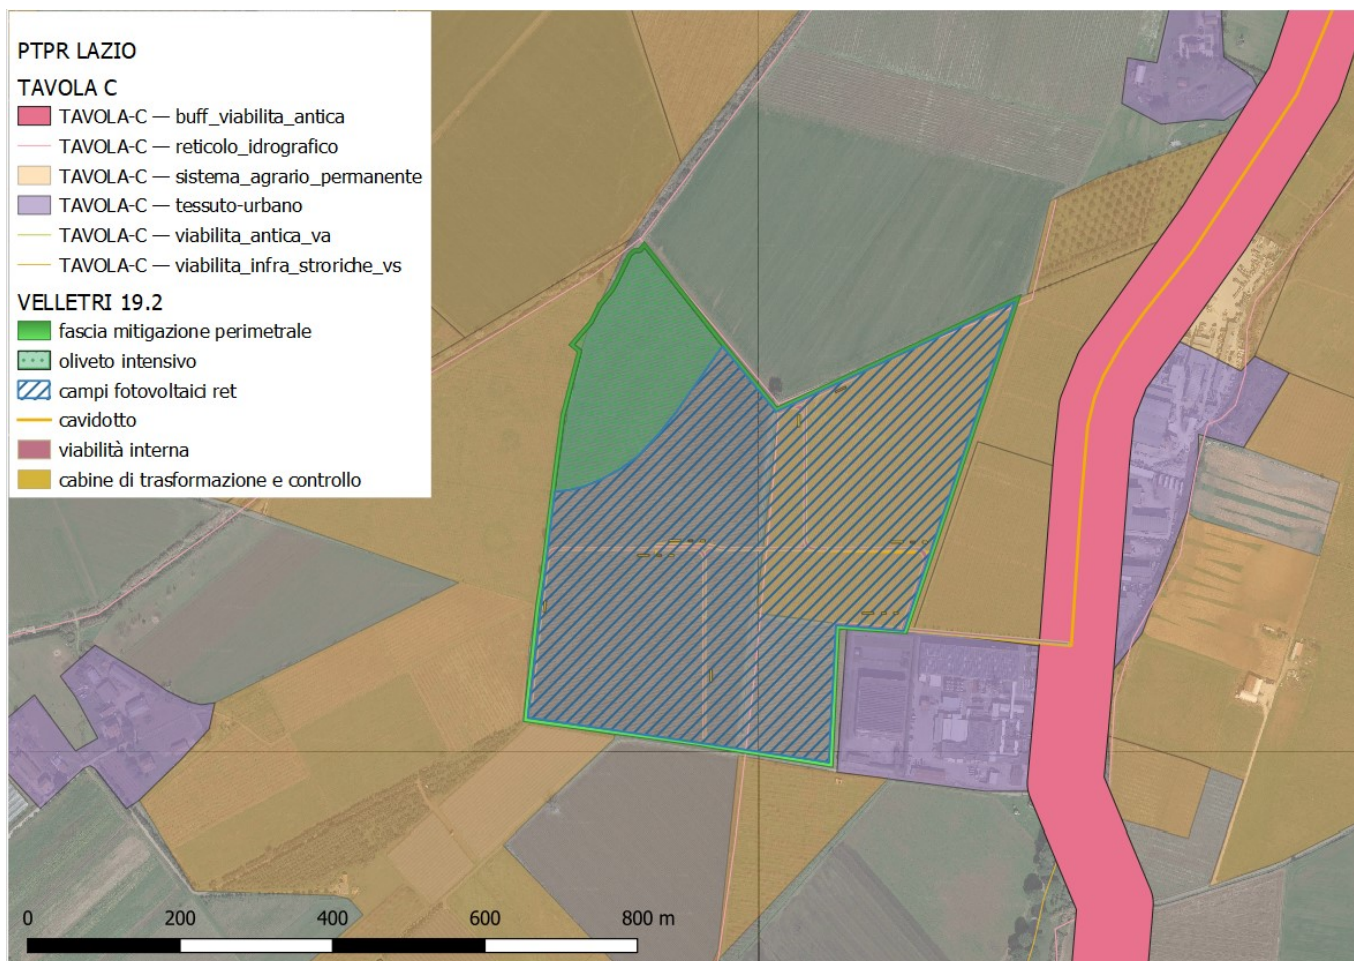 PTPR LAZIO
TAVOLA C
TAVOLA-C — buff_viabilita_antica
TAVOLA-C — reticolo_idrografico
TAVOLA-C — sistema_agrario_permanente
TAVOLA-C — tessuto-urbano
TAVOLA-C — viabilita_antica_va
TAVOLA-C — viabilita_infra_stroriche_vs
VELLETRI 19.2
fascia mitigazione perimetrale
oliveto intensivo
campi fotovoltaici ret
cavidotto
viabilità interna
cabine di trasformazione e controllo
0 200 400 600 800 m